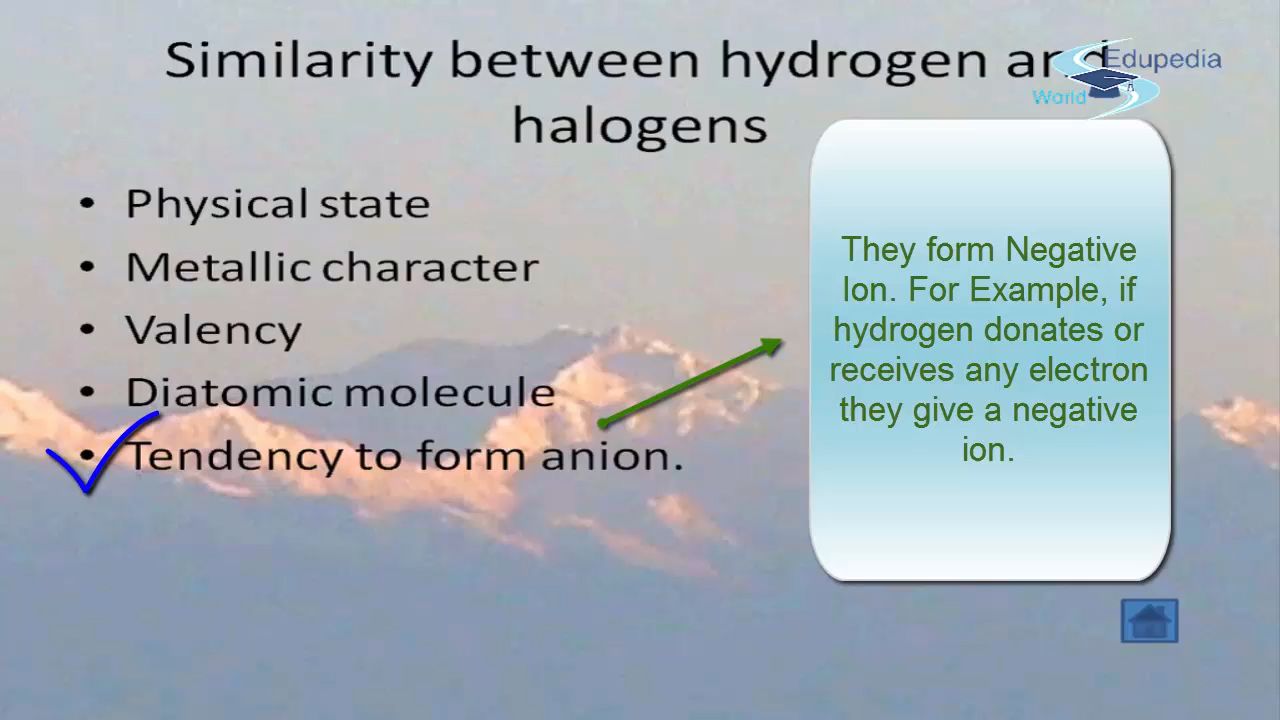 Similarity between hydrogen and
halogens
Edupedia
World
• Physical state
• Metallic character
• Valency
• Diatomic molecule
• Tendency to form anion.
They form Negative
Ion. For Example, if
hydrogen donates or
receives any electron
they give a negative
ion.